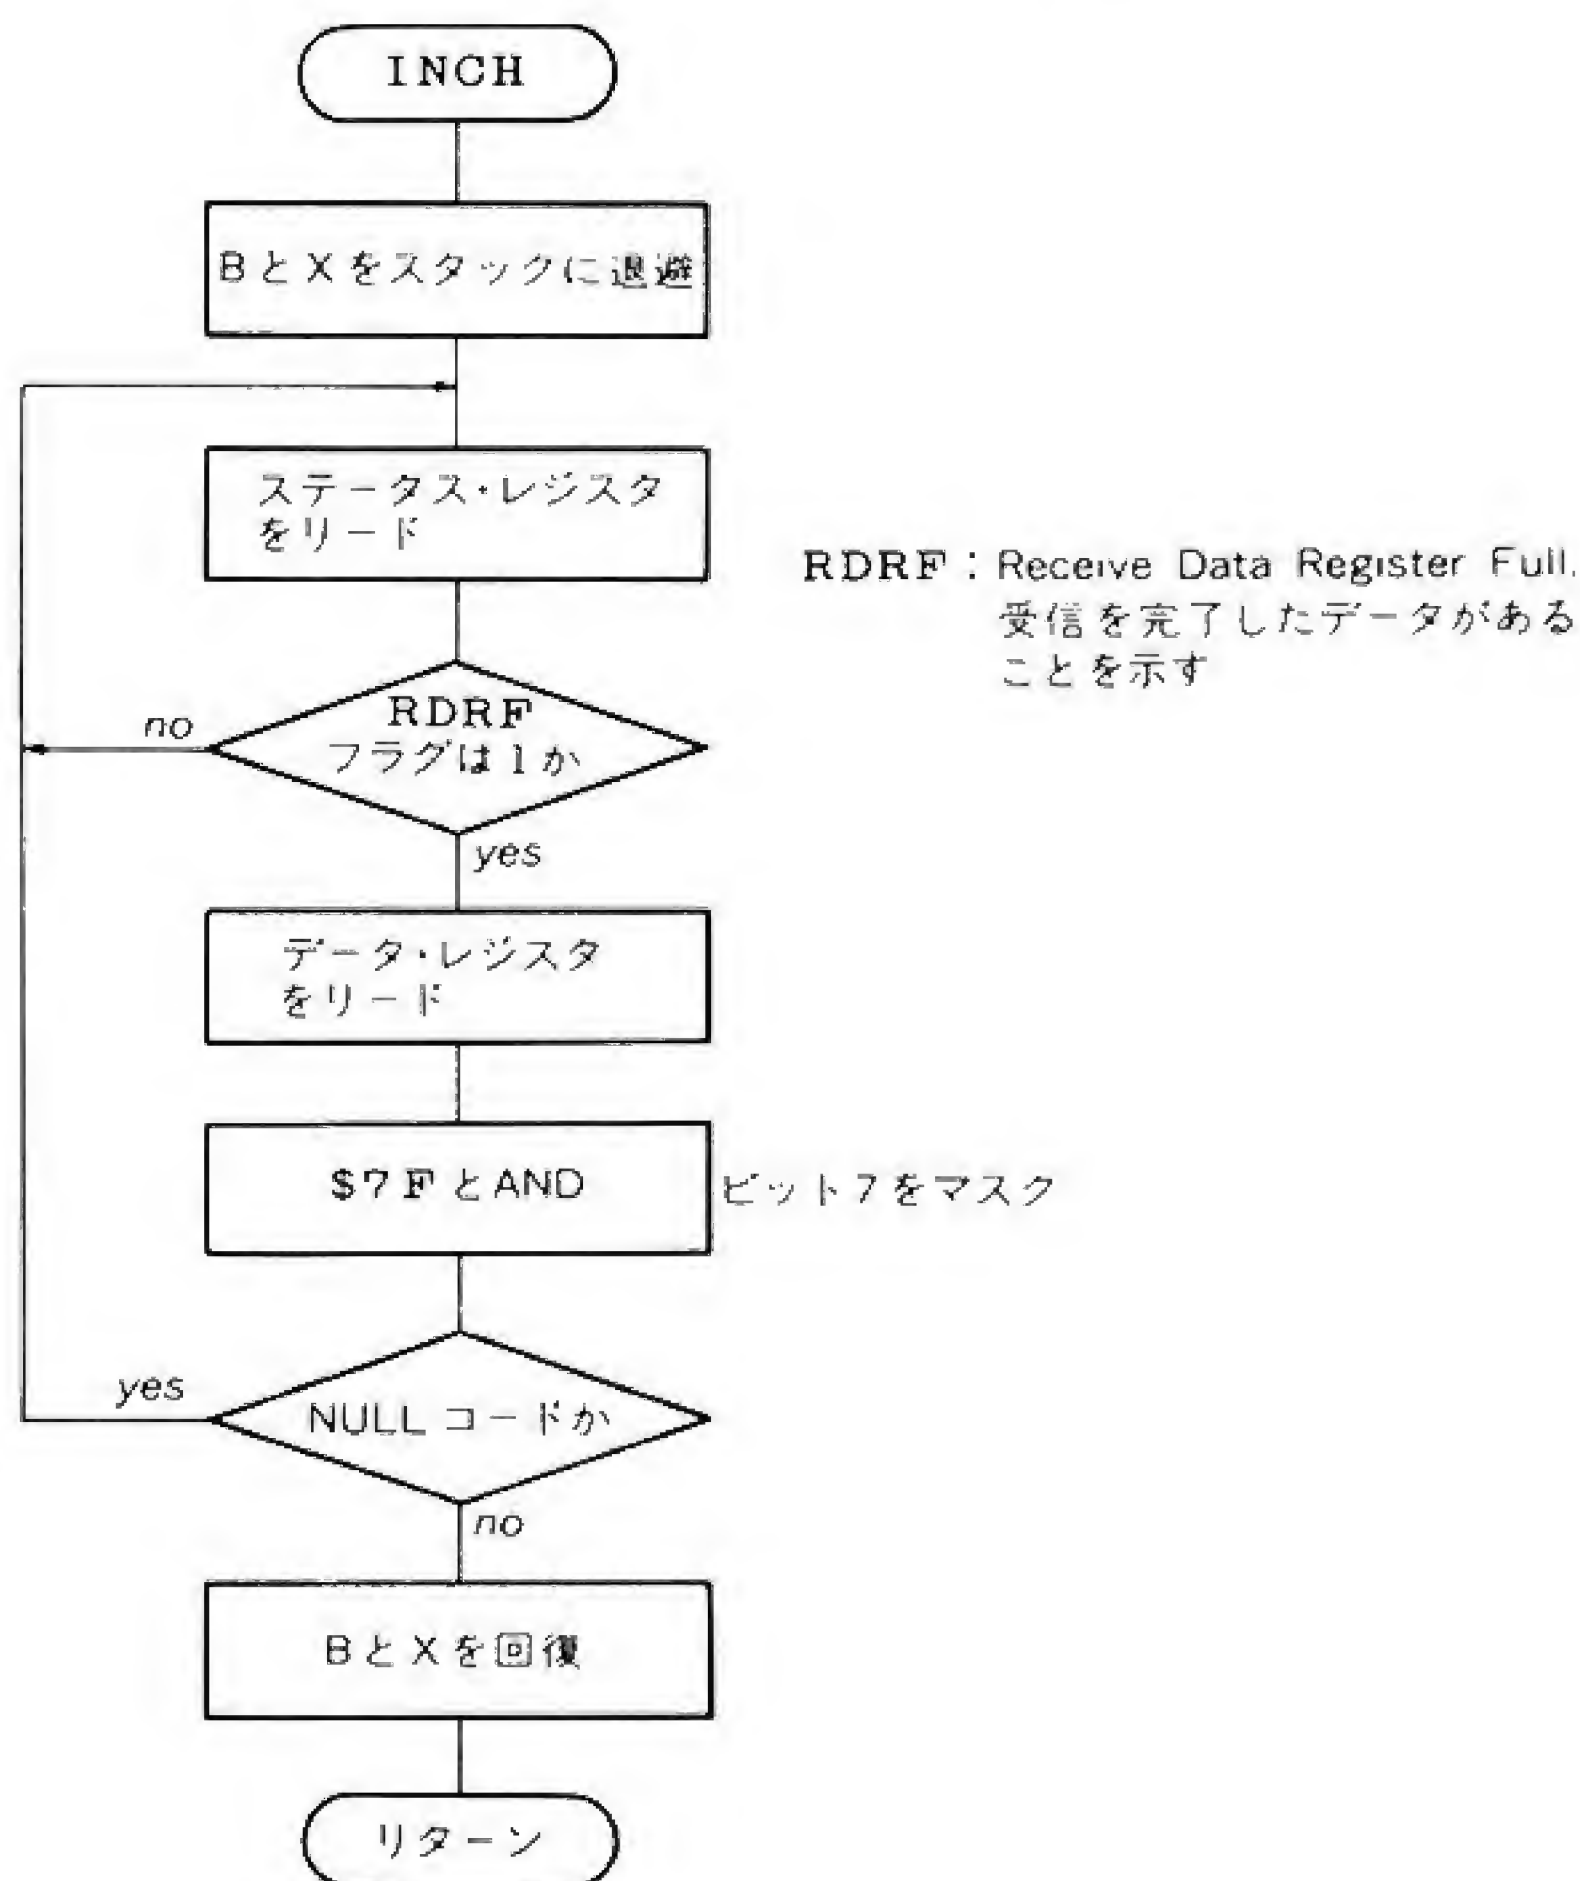 INCH
BとXをスタックに退避
ステータス・レジスタ
をリード
RDRF：Receive Data Register Full.
受信を完了したデータがある
ことを示す
RDRF
フラグは1か
no
yes
データ・レジスタ
をリード
$7FとAND
ビット7をマスク
NULLコードか
yes
no
BとXを回復
リターン